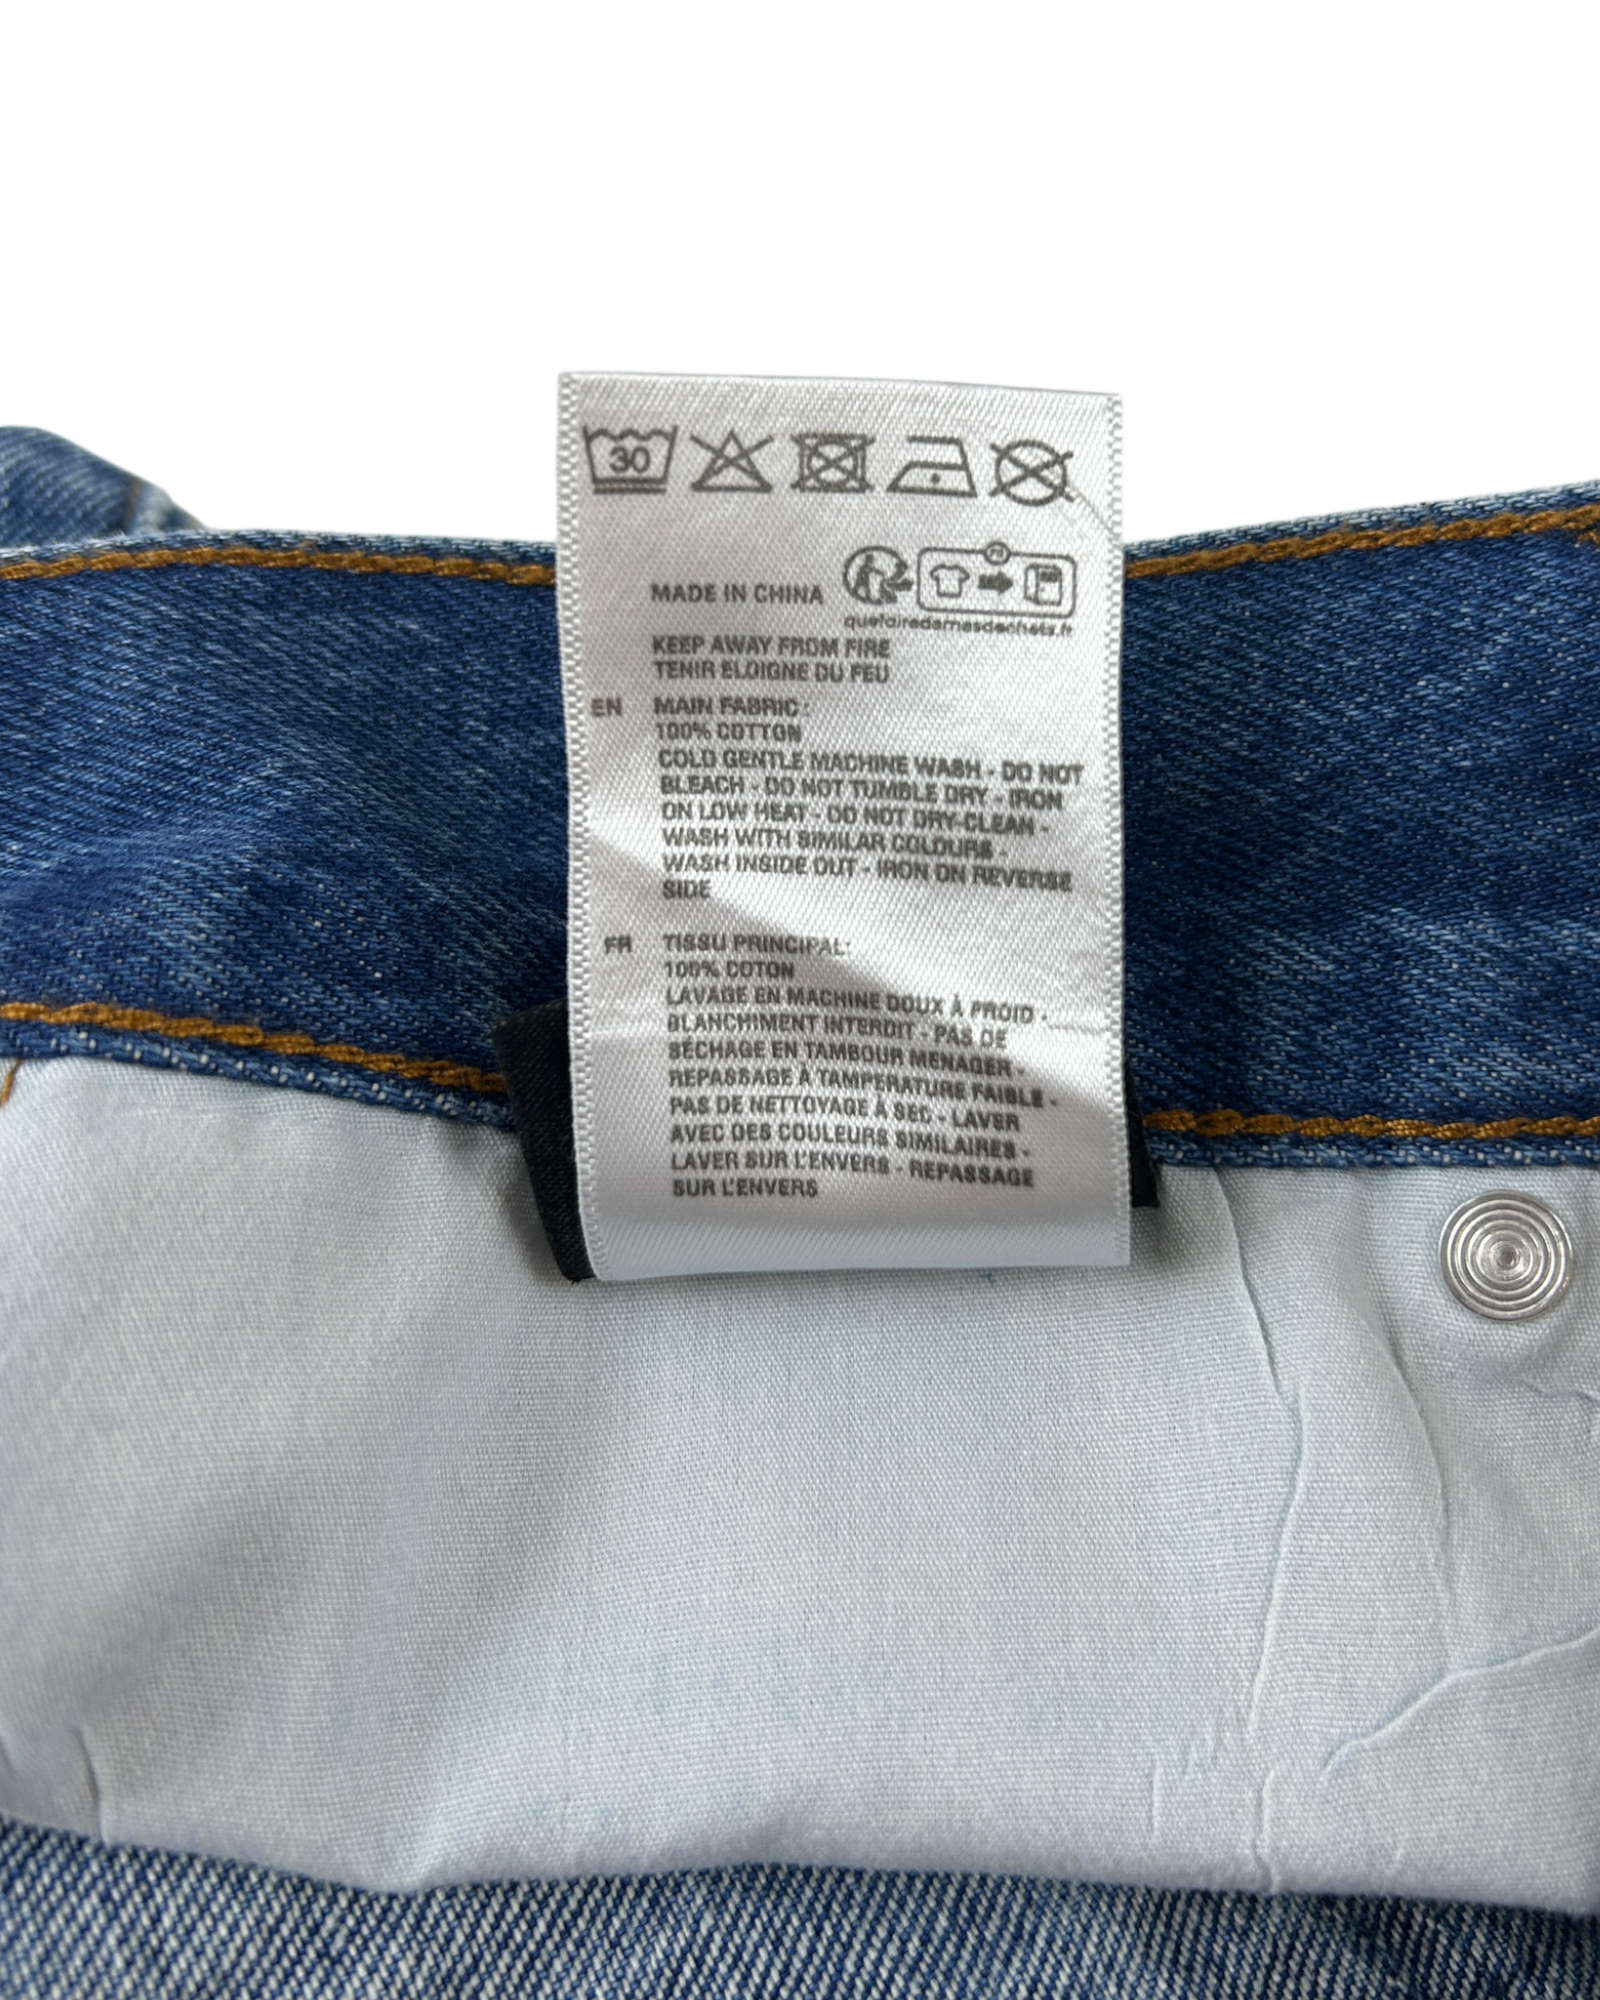 30
MADE IN CHINA
FR
quefairedemesdechets.fr
KEEP AWAY FROM FIRE
TENIR ELOIGNE DU FEU
EN MAIN FABRIC:
100% COTTON
COLD GENTLE MACHINE WASH - DO NOT
BLEACH - DO NOT TUMBLE DRY - IRON
ON LOW HEAT - DO NOT DRY-CLEAN -
WASH WITH SIMILAR COLOURS -
WASH INSIDE OUT - IRON ON REVERSE
SIDE
FR TISSU PRINCIPAL:
100% COTON
LAVAGE EN MACHINE DOUX À FROID -
BLANCHIMENT INTERDIT - PAS DE
SÉCHAGE EN TAMBOUR MENAGER -
REPASSAGE À TAMPERATURE FAIBLE -
PAS DE NETTOYAGE À SEC - LAVER
AVEC DES COULEURS SIMILAIRES -
LAVER SUR L'ENVERS - REPASSAGE
SUR L'ENVERS